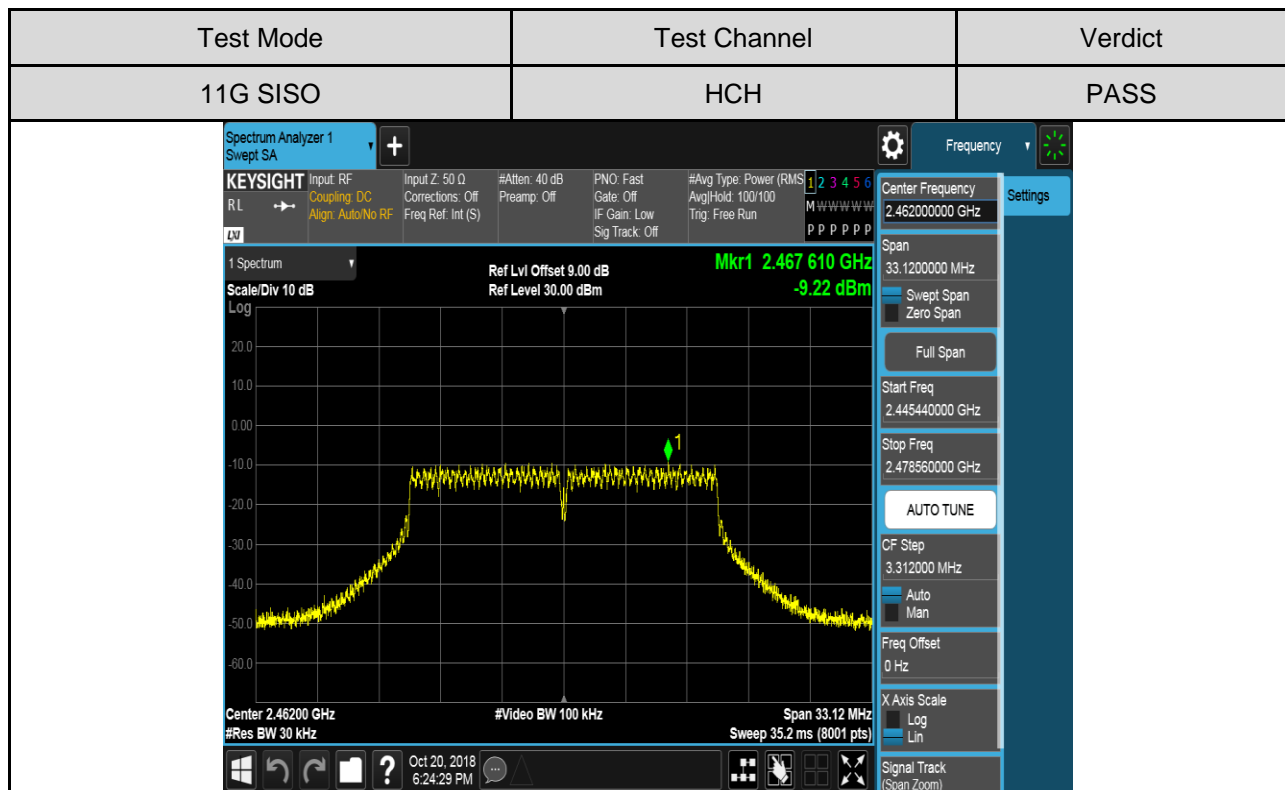 Test Mode Test Channel Verdict
11G SISO HCH PASS
Spectrum Analyzer 1
Swept SA
+
Frequency
KEYSIGHT
RL
LXI
Input: RF
Coupling: DC
Align: Auto/No RF
Input Z: 50 Ω
Corrections: Off
Freq Ref: Int (S)
#Atten: 40 dB
Preamp: Off
PNO: Fast
Gate: Off
IF Gain: Low
Sig Track: Off
#Avg Type: Power (RMS
Avg|Hold: 100/100
Trig: Free Run
1 2 3 4 5 6
M W W W W W
P P P P P P
1 Spectrum
Scale/Div 10 dB
Log
Ref Lvl Offset 9.00 dB
Ref Level 30.00 dBm
Mkr1 2.467 610 GHz
-9.22 dBm
20.0
10.0
0.00
-10.0
-20.0
-30.0
-40.0
-50.0
-60.0
1
Center 2.46200 GHz
#Res BW 30 kHz
#Video BW 100 kHz
Span 33.12 MHz
Sweep 35.2 ms (8001 pts)
?
Oct 20, 2018
6:24:29 PM
Center Frequency
2.462000000 GHz
Span
33.1200000 MHz
Swept Span
Zero Span
Full Span
Start Freq
2.445440000 GHz
Stop Freq
2.478560000 GHz
AUTO TUNE
CF Step
3.312000 MHz
Auto
Man
Freq Offset
0 Hz
X Axis Scale
Log
Lin
Signal Track
(Span Zoom)
Settings